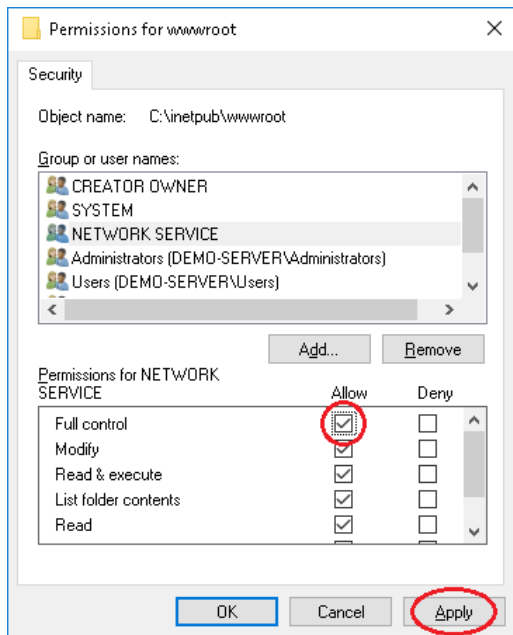 Permissions for wwwroot
Security
Object name: C:\inetpub\wwwroot
Group or user names:
CREATOR OWNER
SYSTEM
NETWORK SERVICE
Administrators (DEMO-SERVER\Administrators)
Users (DEMO-SERVER\Users)
Add... Remove
Permissions for NETWORK
SERVICE Allow Deny
Full control
Modify
Read & execute
List folder contents
Read
OK Cancel Apply